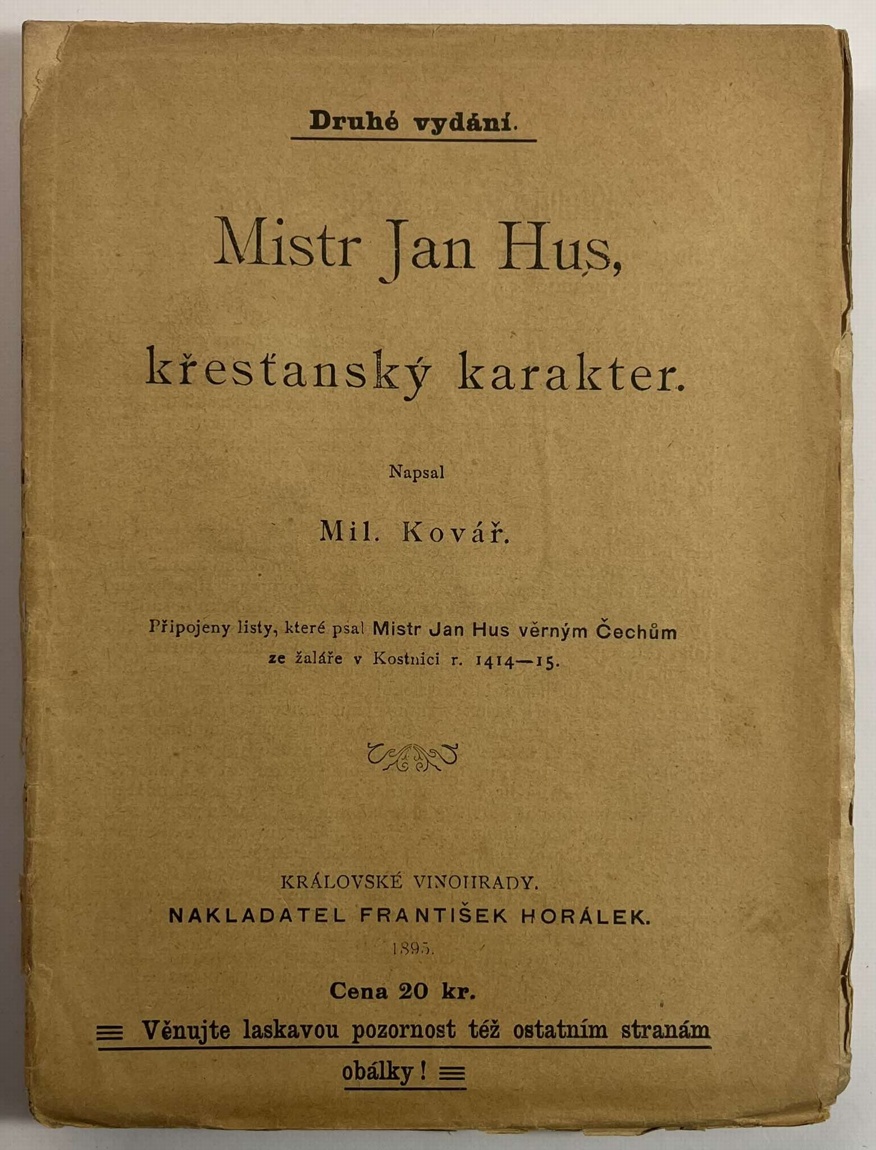 Druhé vydání.
Mistr Jan Hus,
křesťanský karakter.
Napsal
Mil. Kovář.
Připojeny listy, které psal Mistr Jan Hus věrným Čechům
ze žaláře v Kostnici r. 1414—15.
KRÁLOVSKÉ VINOHRADY.
NAKLADATEL FRANTIŠEK HORÁLEK.
1895.
Cena 20 kr.
Věnujte laskavou pozornost též ostatním stranám
obálky!